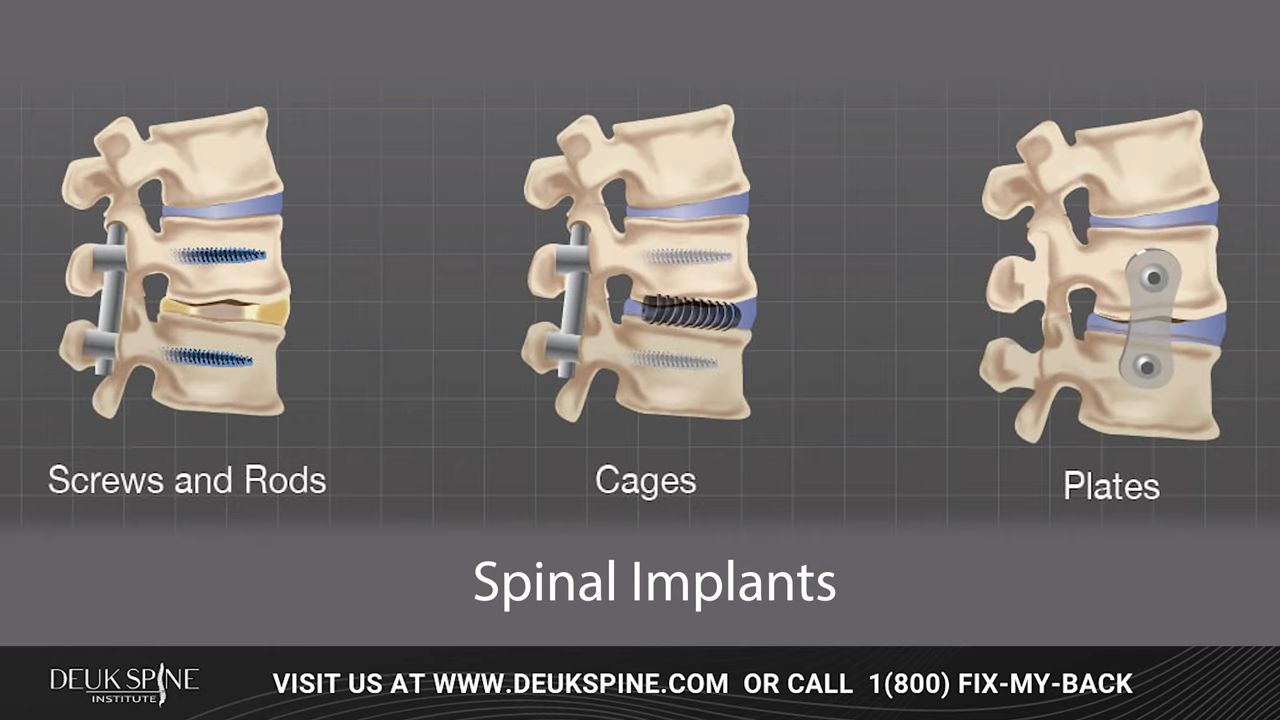 Screws and Rods
Cages
Plates
Spinal Implants
DEUK SPINE
INSTITUTE
VISIT US AT WWW.DEUKSPINE.COM OR CALL 1(800) FIX-MY-BACK